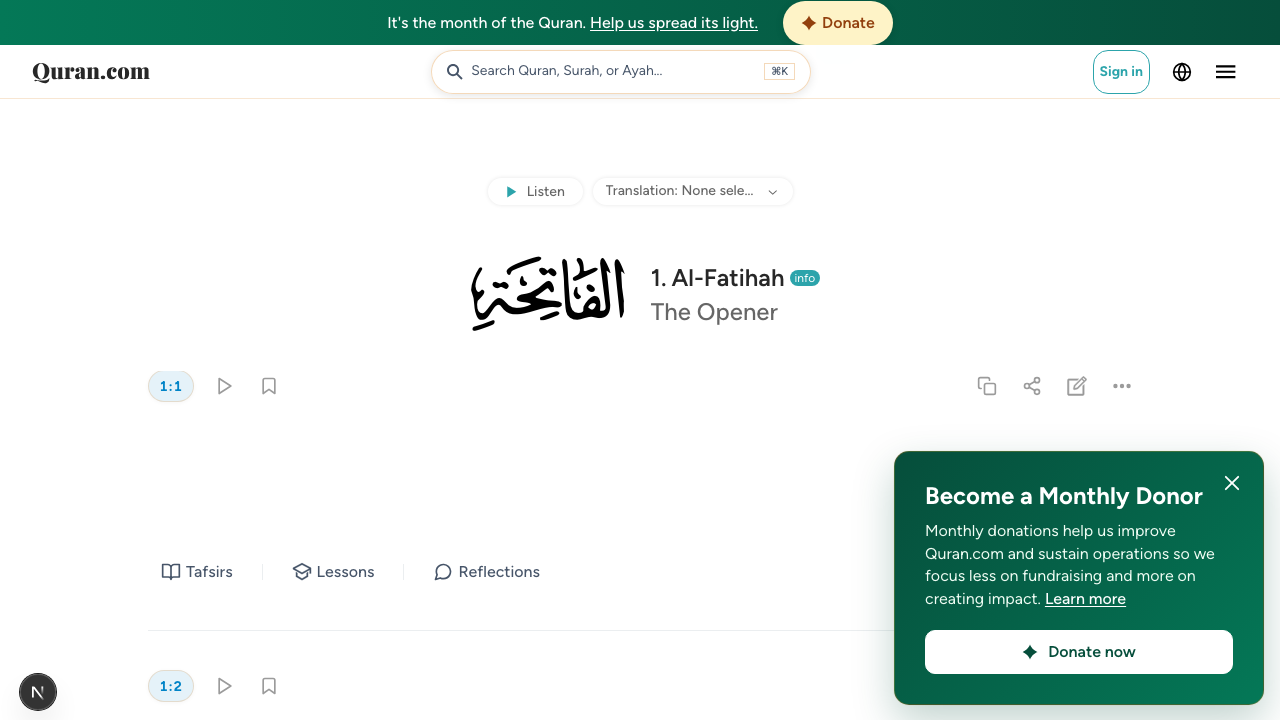 It's the month of the Quran. Help us spread its light.
Donate
Quran.com
Search Quran, Surah, or Ayah...
⌘K
Sign in
Listen
Translation: None sele...
الفَاتِحَةِ
1. Al-Fatihah info
The Opener
1:1
Become a Monthly Donor
Monthly donations help us improve
Quran.com and sustain operations so we
focus less on fundraising and more on
creating impact. Learn more
Donate now
Tafsirs
Lessons
Reflections
1:2
N